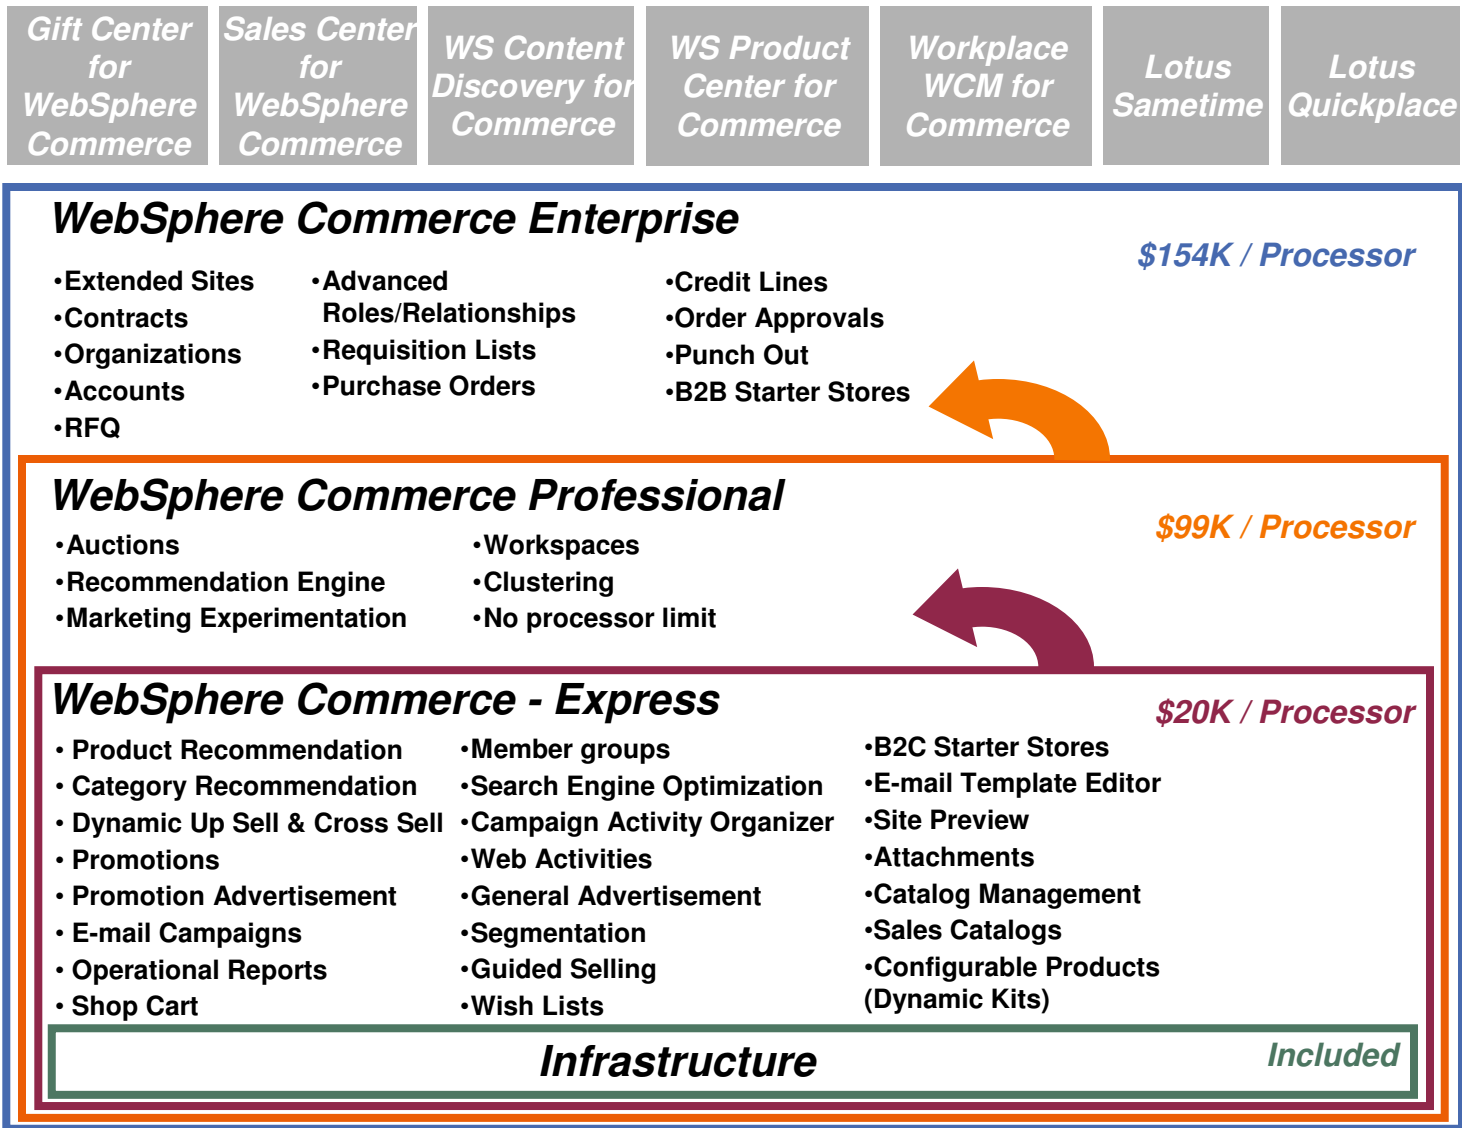 Gift Center
for
WebSphere
Commerce
Sales Center
for
WebSphere
Commerce
WS Content
Discovery for
Commerce
WS Product
Center for
Commerce
Workplace
WCM for
Commerce
Lotus
Sametime
Lotus
Quickplace
WebSphere Commerce Enterprise
$154K / Processor
•Extended Sites
•Contracts
•Organizations
•Accounts
•RFQ
•Advanced
Roles/Relationships
•Requisition Lists
•Purchase Orders
•Credit Lines
•Order Approvals
•Punch Out
•B2B Starter Stores
WebSphere Commerce Professional
$99K / Processor
•Auctions
•Recommendation Engine
•Marketing Experimentation
•Workspaces
•Clustering
•No processor limit
WebSphere Commerce - Express
$20K / Processor
• Product Recommendation
• Category Recommendation
• Dynamic Up Sell & Cross Sell
• Promotions
• Promotion Advertisement
• E-mail Campaigns
• Operational Reports
• Shop Cart
•Member groups
•Search Engine Optimization
•Campaign Activity Organizer
•Web Activities
•General Advertisement
•Segmentation
•Guided Selling
•Wish Lists
•B2C Starter Stores
•E-mail Template Editor
•Site Preview
•Attachments
•Catalog Management
•Sales Catalogs
•Configurable Products
(Dynamic Kits)
Infrastructure
Included